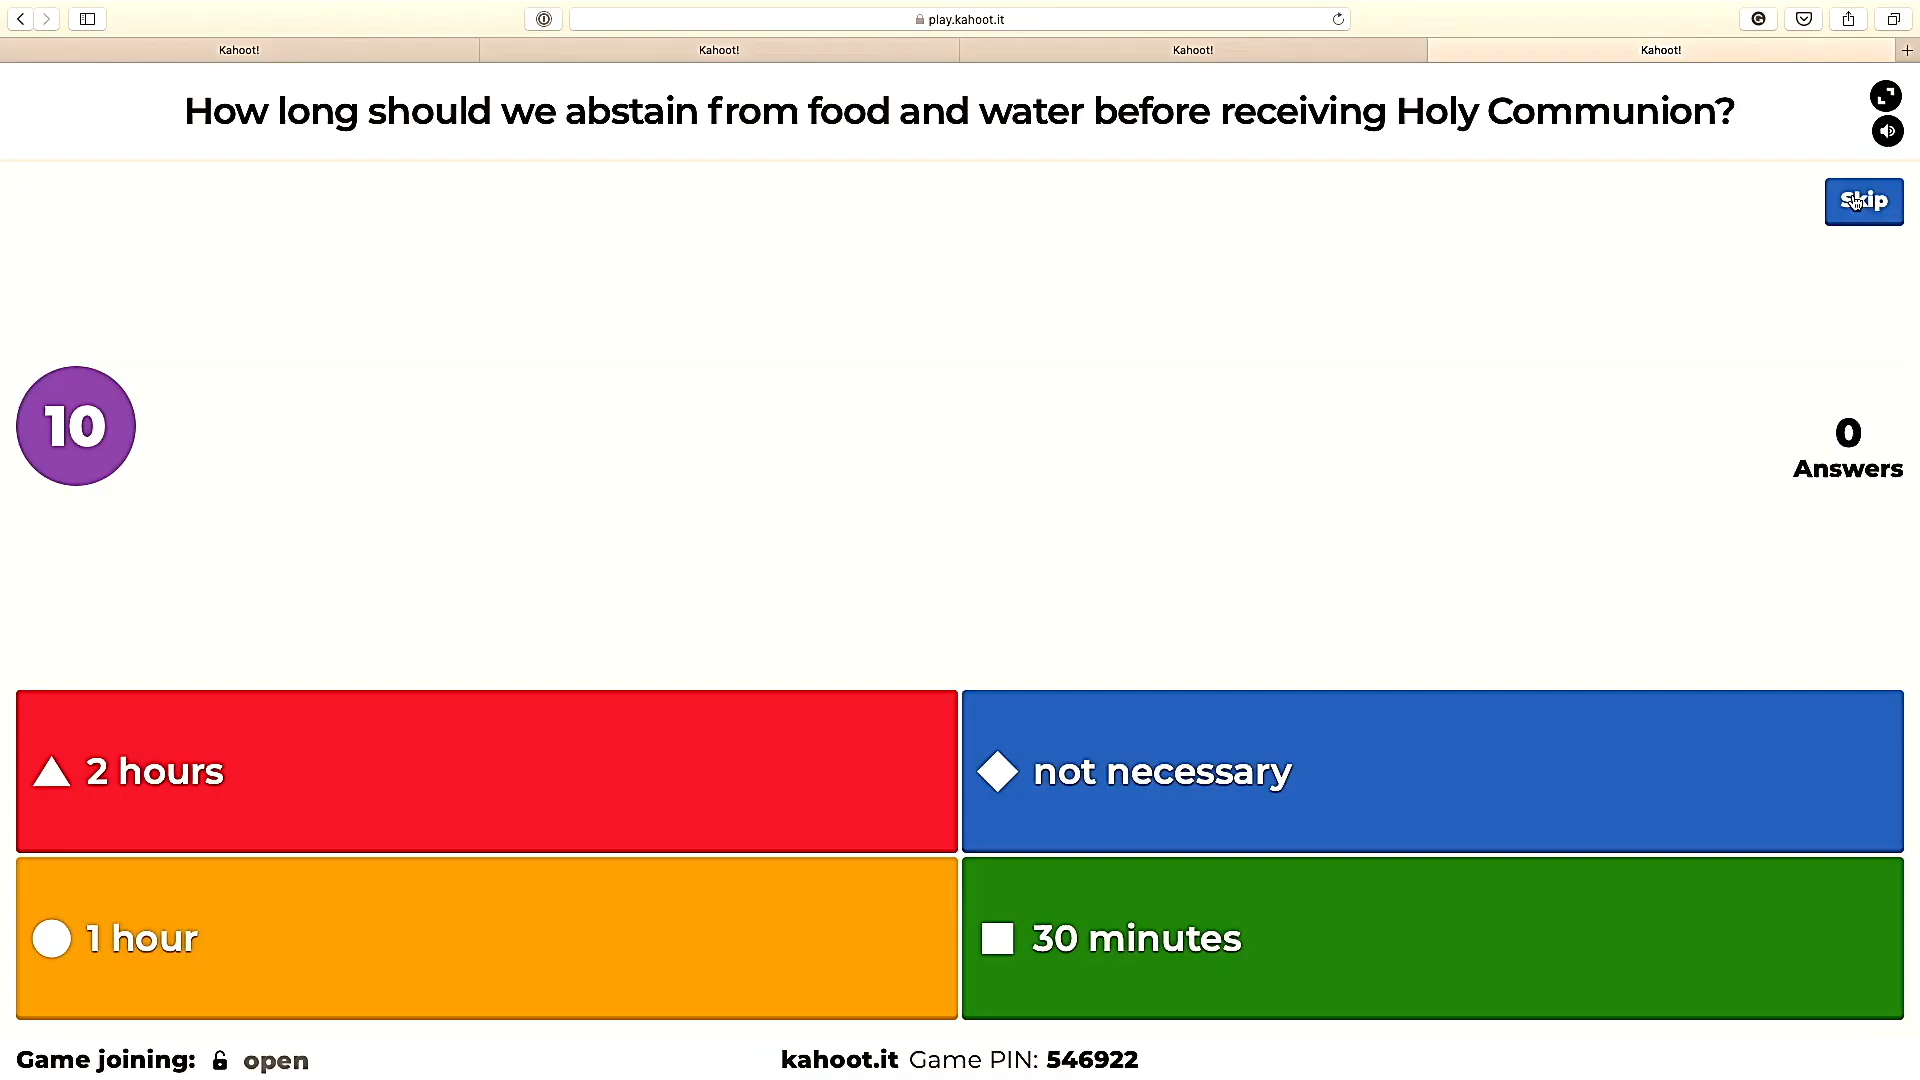 play.kahoot.it
Kahoot!
Kahoot!
Kahoot!
Kahoot!
How long should we abstain from food and water before receiving Holy Communion?
Skip
10
0
Answers
2 hours
not necessary
1 hour
30 minutes
Game joining: open
kahoot.it Game PIN: 546922